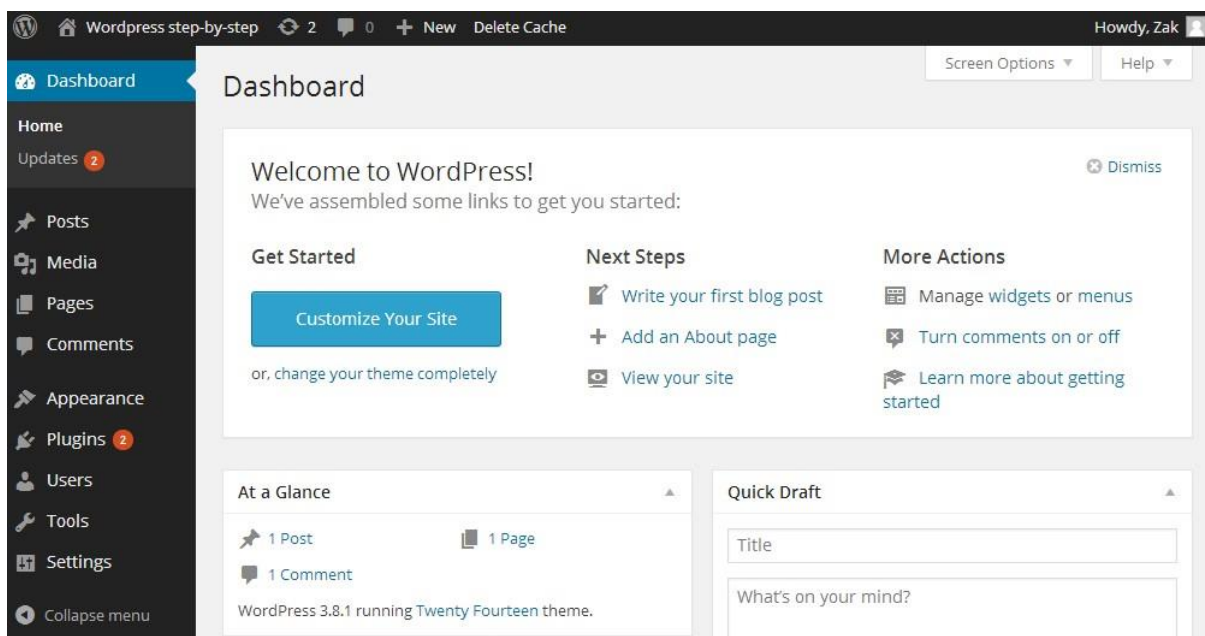 Wordpress step-by-step 2 0 + New Delete Cache Howdy, Zak
Dashboard
Home
Updates 2
Posts
Media
Pages
Comments
Appearance
Plugins 2
Users
Tools
Settings
Collapse menu
Screen Options Help
Dashboard
Welcome to WordPress!
Dismiss
We've assembled some links to get you started:
Get Started
Customize Your Site
or, change your theme completely
Next Steps
Write your first blog post
Add an About page
View your site
More Actions
Manage widgets or menus
Turn comments on or off
Learn more about getting
started
At a Glance
1 Post 1 Page
1 Comment
WordPress 3.8.1 running Twenty Fourteen theme.
Quick Draft
Title
What's on your mind?